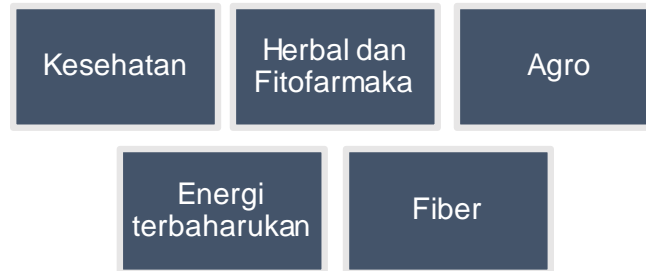 Kesehatan
Herbal dan
Fitofarmaka
Agro
Energi
terbaharukan
Fiber